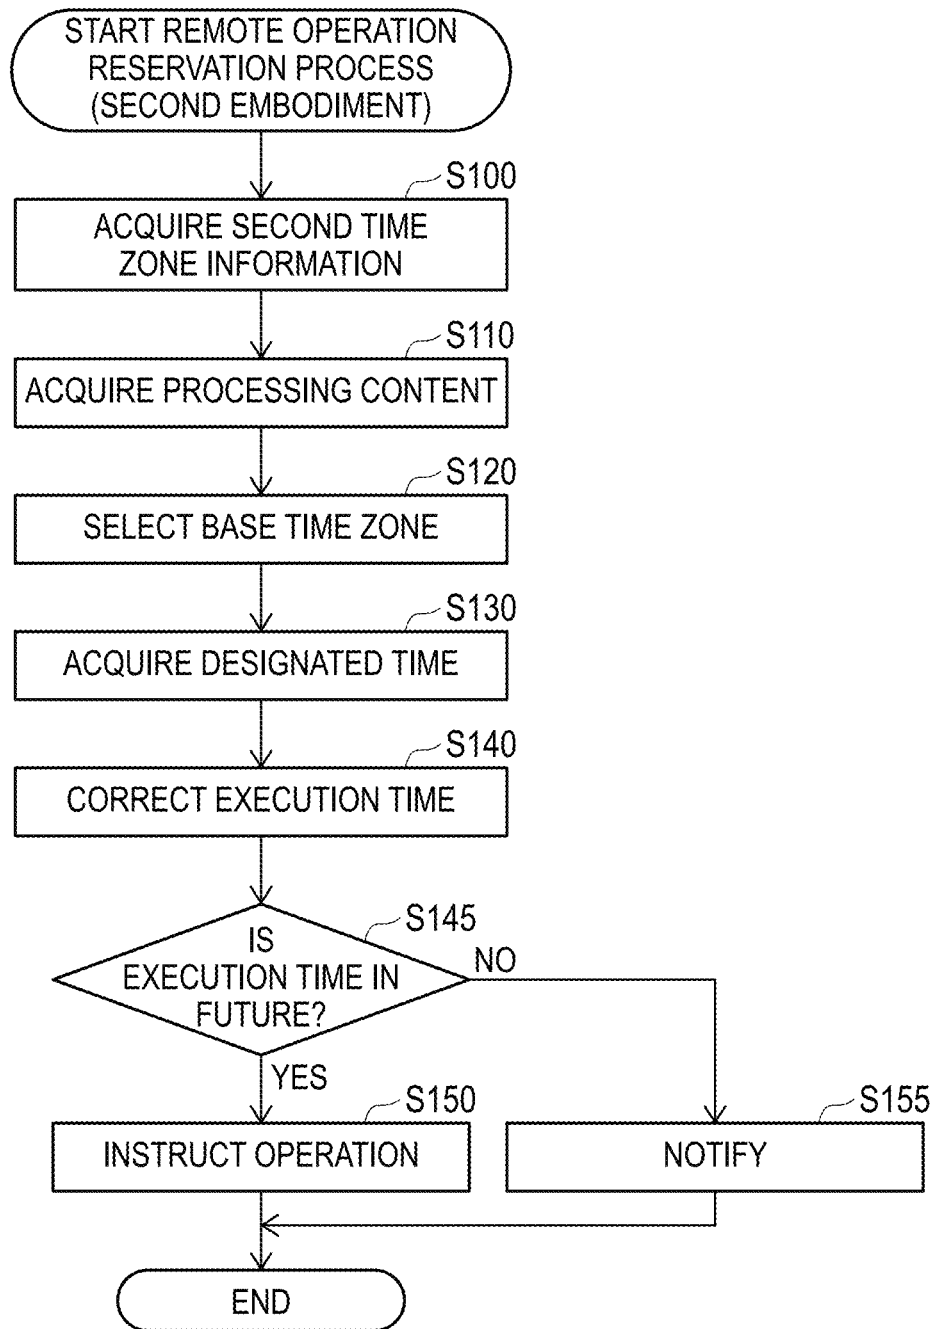 START REMOTE OPERATION
RESERVATION PROCESS
(SECOND EMBODIMENT)
S100
ACQUIRE SECOND TIME
ZONE INFORMATION
S110
ACQUIRE PROCESSING CONTENT
S120
SELECT BASE TIME ZONE
S130
ACQUIRE DESIGNATED TIME
S140
CORRECT EXECUTION TIME
S145
IS
EXECUTION TIME IN
FUTURE?
NO
YES
S150
INSTRUCT OPERATION
S155
NOTIFY
END